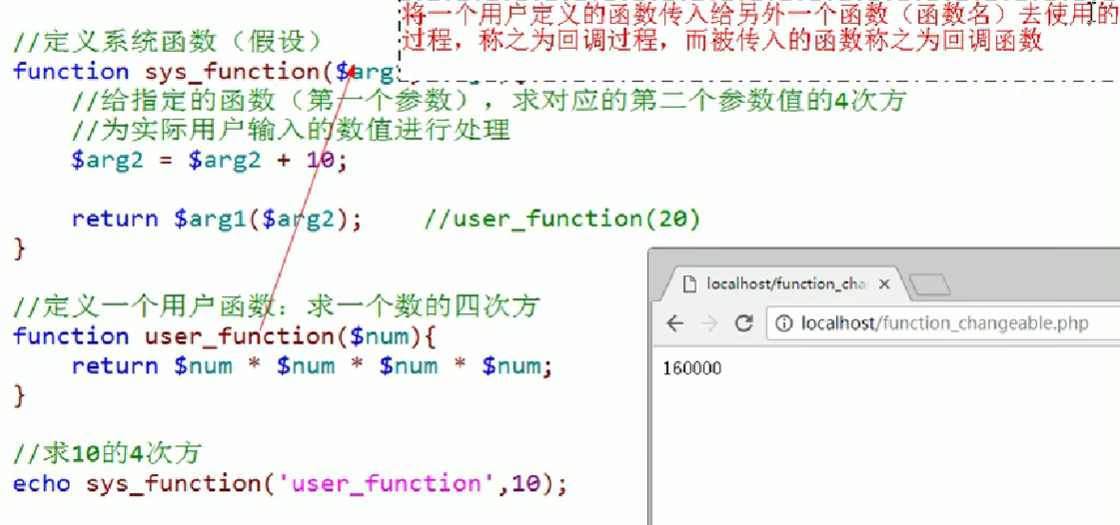 将一个用户定义的函数传入给另外一个函数（函数名）去使用的
过程，称之为回调过程，而被传入的函数称之为回调函数
//定义系统函数（假设）
function sys_function($arg
//给指定的函数（第一个参数），求对应的第二个参数值的4次方
//为实际用户输入的数值进行处理
$arg2 = $arg2 + 10;
return $arg1($arg2);    //user_function(20)
}
//定义一个用户函数：求一个数的四次方
function user_function($num){
return $num * $num * $num * $num;
}
//求10的4次方
echo sys_function('user_function',10);
localhost/function_cha
localhost/function_changeable.php
160000